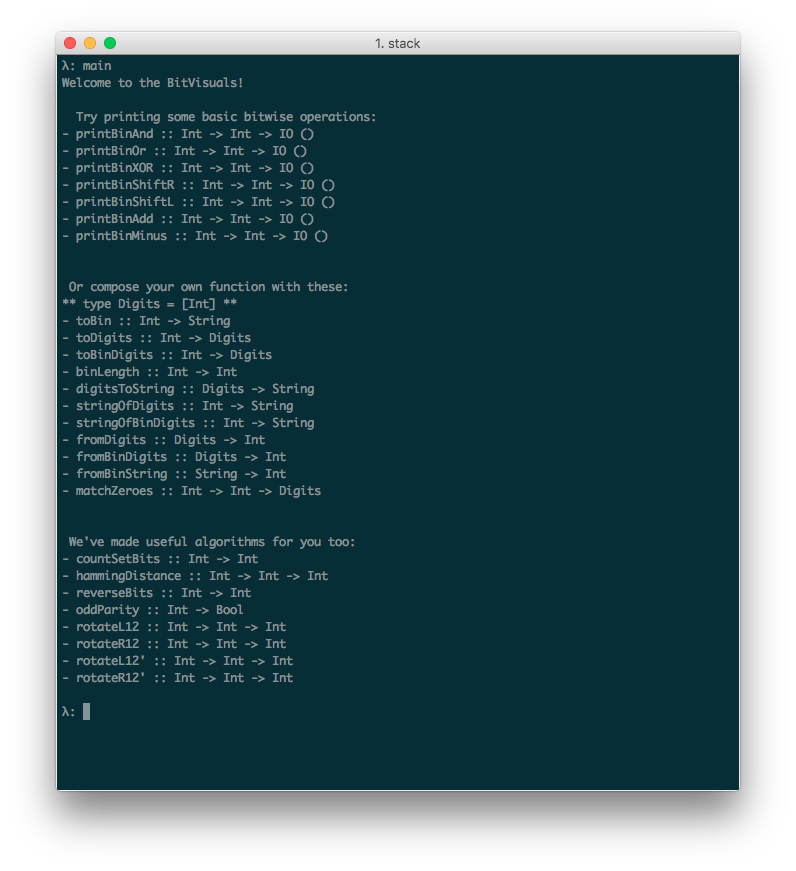 1. stack
λ: main
Welcome to the BitVisuals!
Try printing some basic bitwise operations:
- printBinAnd :: Int -> Int -> IO ()
- printBinOr :: Int -> Int -> IO ()
- printBinXOR :: Int -> Int -> IO ()
- printBinShiftR :: Int -> Int -> IO ()
- printBinShiftL :: Int -> Int -> IO ()
- printBinAdd :: Int -> Int -> IO ()
- printBinMinus :: Int -> Int -> IO ()
Or compose your own function with these:
** type Digits = [Int] **
- toBin :: Int -> String
- toDigits :: Int -> Digits
- toBinDigits :: Int -> Digits
- binLength :: Int -> Int
- digitsToString :: Digits -> String
- stringOfDigits :: Int -> String
- stringOfBinDigits :: Int -> String
- fromDigits :: Digits -> Int
- fromBinDigits :: Digits -> Int
- fromBinString :: String -> Int
- matchZeroes :: Int -> Int -> Digits
We've made useful algorithms for you too:
- countSetBits :: Int -> Int
- hammingDistance :: Int -> Int -> Int
- reverseBits :: Int -> Int
- oddParity :: Int -> Bool
- rotateL12 :: Int -> Int -> Int
- rotateR12 :: Int -> Int -> Int
- rotateL12' :: Int -> Int -> Int
- rotateR12' :: Int -> Int -> Int
λ: